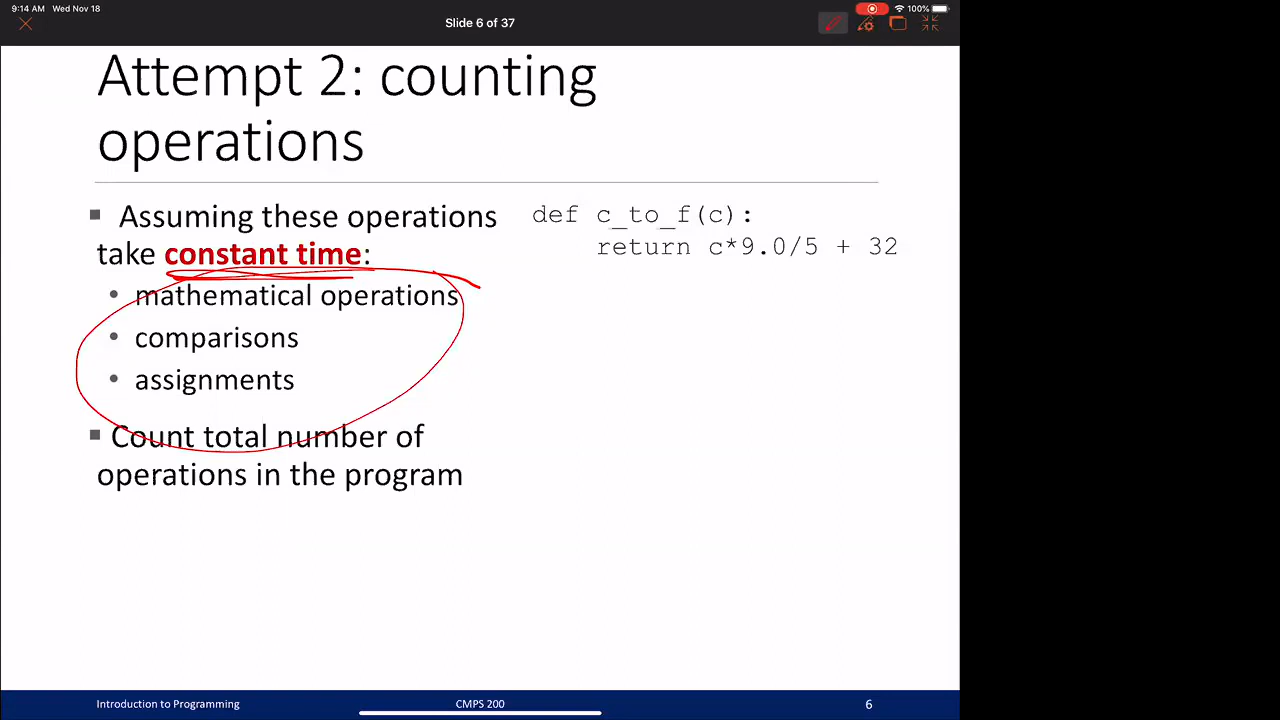 9:14 AM Wed Nov 18
100%
Slide 6 of 37
Attempt 2: counting
operations
▪ Assuming these operations
take constant time:
• mathematical operations
• comparisons
• assignments
▪ Count total number of
operations in the program
def c_to_f(c):
    return c*9.0/5 + 32
Introduction to Programming
CMPS 200
6